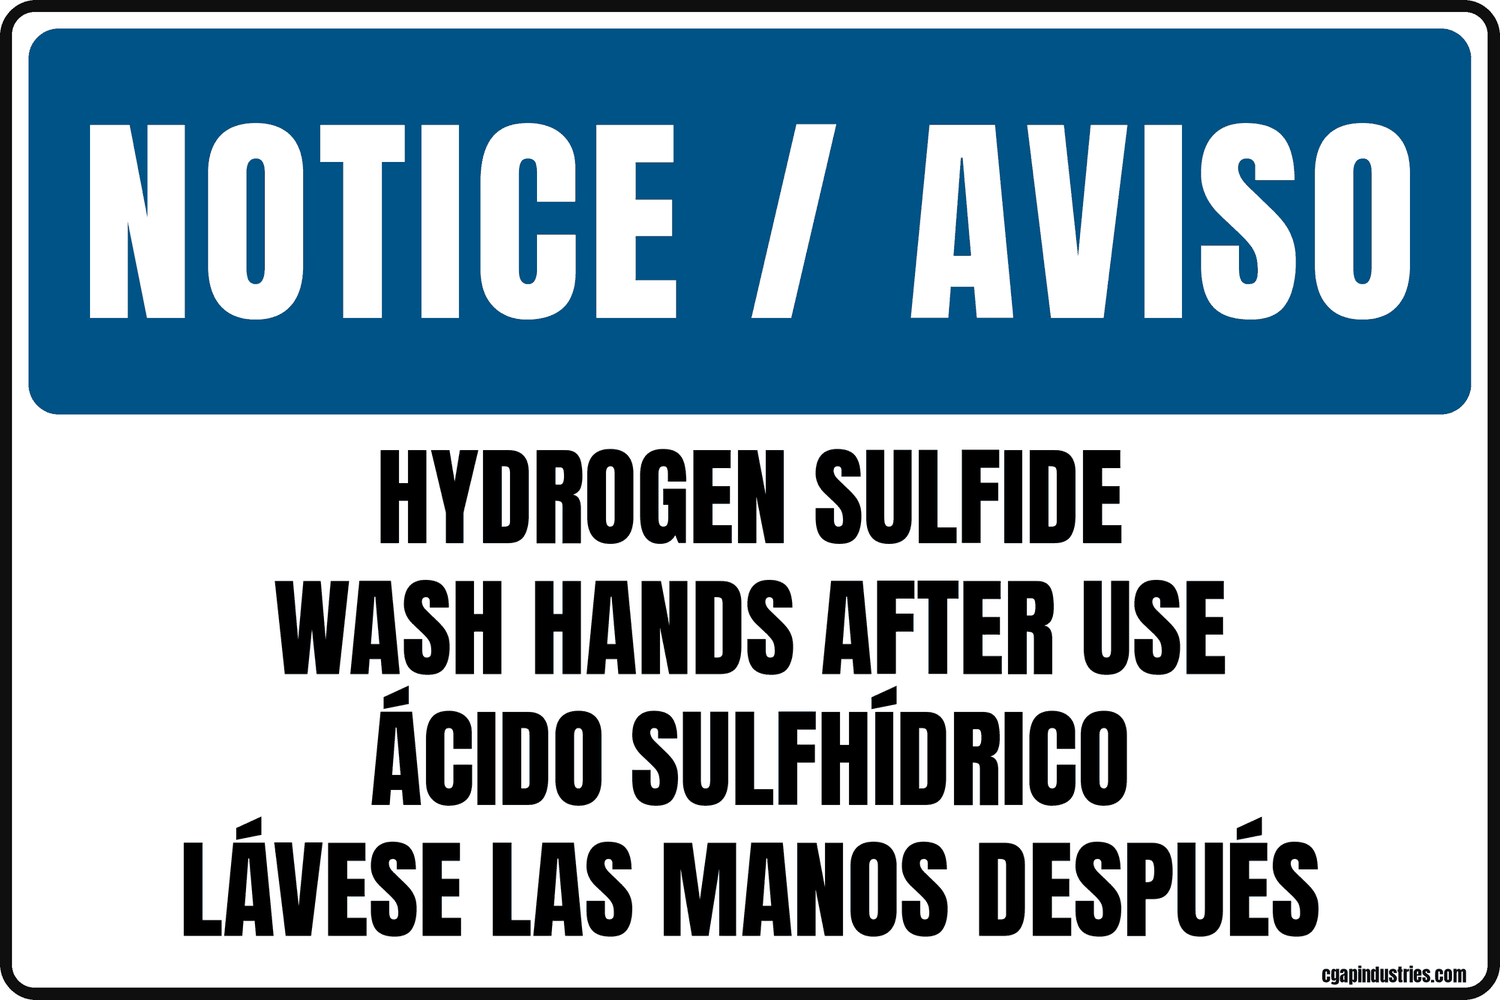 NOTICE / AVISO
HYDROGEN SULFIDE
WASH HANDS AFTER USE
ÁCIDO SULFHÍDRICO
LÁVESE LAS MANOS DESPUÉS
cgapindustries.com